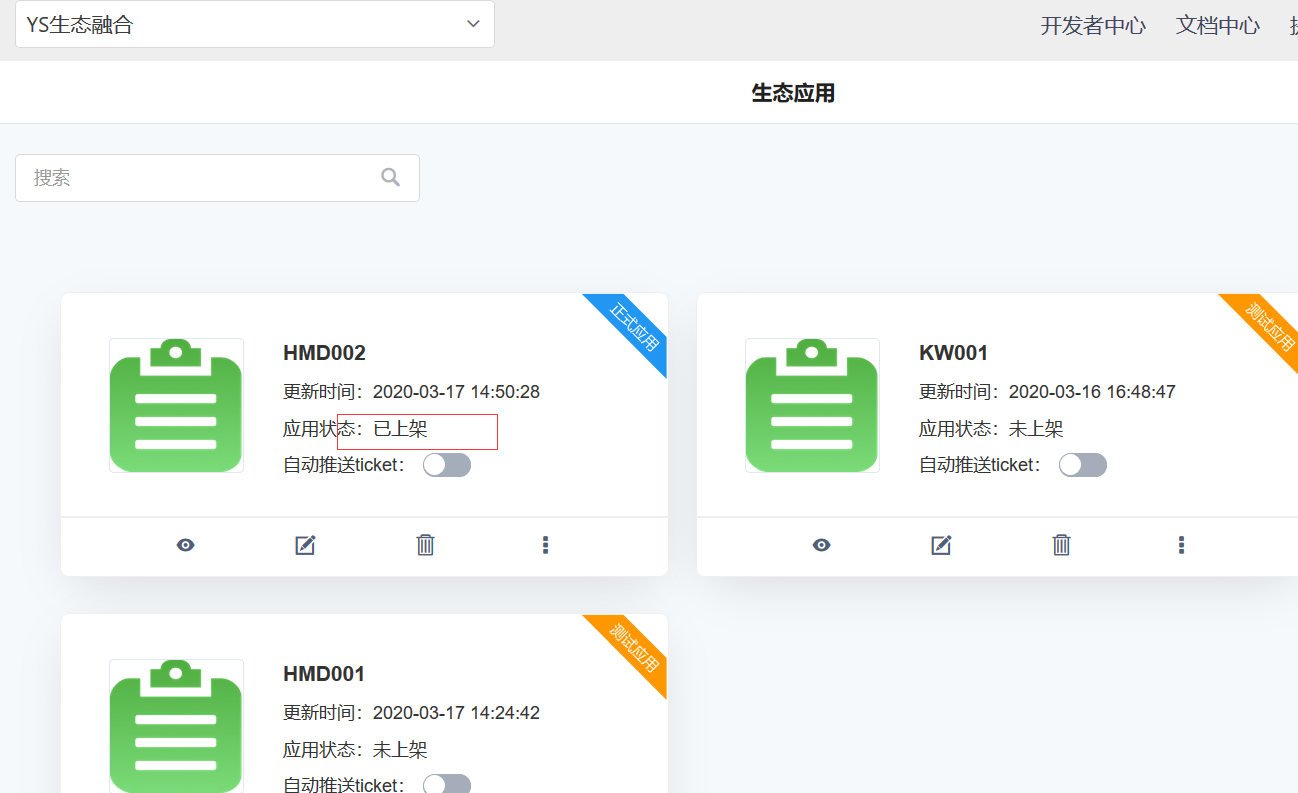 YS生态融合
开发者中心 文档中心
生态应用
搜索
正式应用
HMD002
更新时间：2020-03-17 14:50:28
应用状态：已上架
自动推送ticket：
测试应用
KW001
更新时间：2020-03-16 16:48:47
应用状态：未上架
自动推送ticket：
测试应用
HMD001
更新时间：2020-03-17 14:24:42
应用状态：未上架
自动推送ticket：